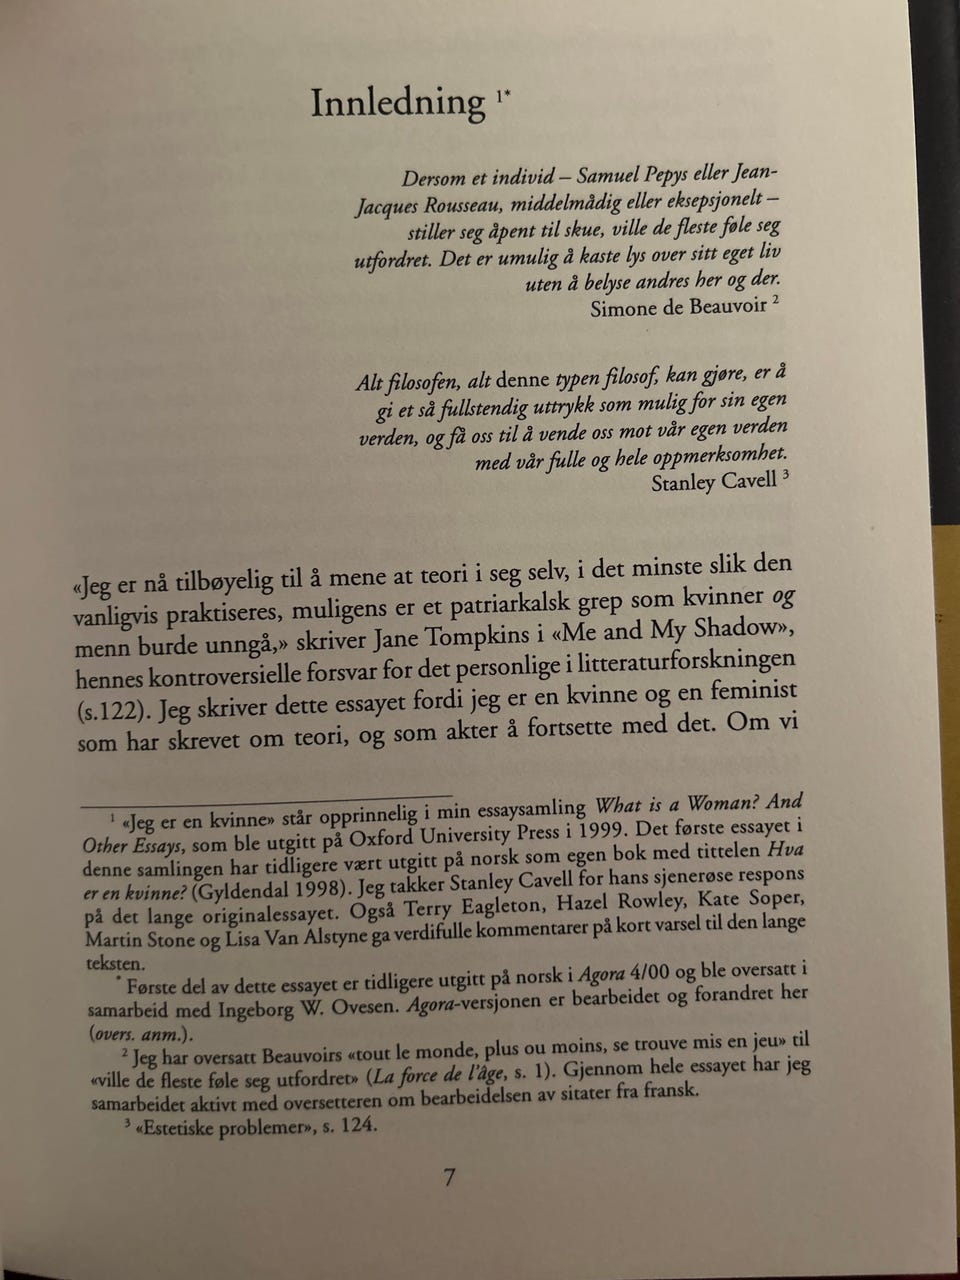 Innledning 1*
Dersom et individ – Samuel Pepys eller Jean-
Jacques Rousseau, middelmådig eller eksepsjonelt –
stiller seg åpent til skue, ville de fleste føle seg
utfordret. Det er umulig å kaste lys over sitt eget liv
uten å belyse andres her og der.
Simone de Beauvoir 2
Alt filosofen, alt denne typen filosof, kan gjøre, er å
gi et så fullstendig uttrykk som mulig for sin egen
verden, og få oss til å vende oss mot vår egen verden
med vår fulle og hele oppmerksomhet.
Stanley Cavell 3
«Jeg er nå tilbøyelig til å mene at teori i seg selv, i det minste slik den
vanligvis praktiseres, muligens er et patriarkalsk grep som kvinner og
menn burde unngå,» skriver Jane Tompkins i «Me and My Shadow»,
hennes kontroversielle forsvar for det personlige i litteraturforskningen
(s.122). Jeg skriver dette essayet fordi jeg er en kvinne og en feminist
som har skrevet om teori, og som akter å fortsette med det. Om vi
1 «Jeg er en kvinne» står opprinnelig i min essaysamling What is a Woman? And
Other Essays, som ble utgitt på Oxford University Press i 1999. Det første essayet i
denne samlingen har tidligere vært utgitt på norsk som egen bok med tittelen Hva
er en kvinne? (Gyldendal 1998). Jeg takker Stanley Cavell for hans sjenerøse respons
på det lange originalessayet. Også Terry Eagleton, Hazel Rowley, Kate Soper,
Martin Stone og Lisa Van Alstyne ga verdifulle kommentarer på kort varsel til den lange
teksten.
* Første del av dette essayet er tidligere utgitt på norsk i Agora 4/00 og ble oversatt i
samarbeid med Ingeborg W. Ovesen. Agora-versjonen er bearbeidet og forandret her
(overs. anm.).
2 Jeg har oversatt Beauvoirs «tout le monde, plus ou moins, se trouve mis en jeu» til
«ville de fleste føle seg utfordret» (La force de l'âge, s. 1). Gjennom hele essayet har jeg
samarbeidet aktivt med oversetteren om bearbeidelsen av sitater fra fransk.
3 «Estetiske problemer», s. 124.
7